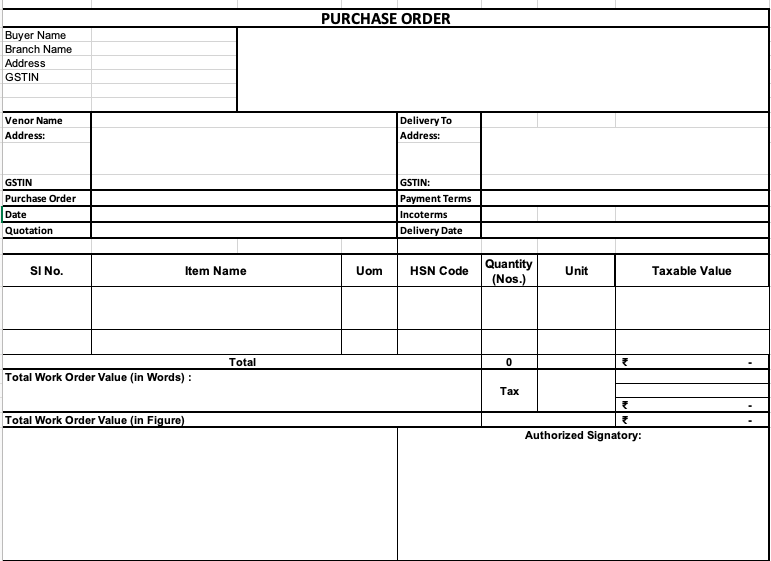 PURCHASE ORDER
Buyer Name
Branch Name
Address
GSTIN
Venor Name Delivery To
Address: Address:
GSTIN GSTIN:
Purchase Order Payment Terms
Date Incoterms
Quotation Delivery Date
SI No. Item Name Uom HSN Code Quantity (Nos.) Unit Taxable Value
Total 0 ₹ -
Total Work Order Value (in Words) :
Tax
₹ -
Total Work Order Value (in Figure) ₹ -
Authorized Signatory: